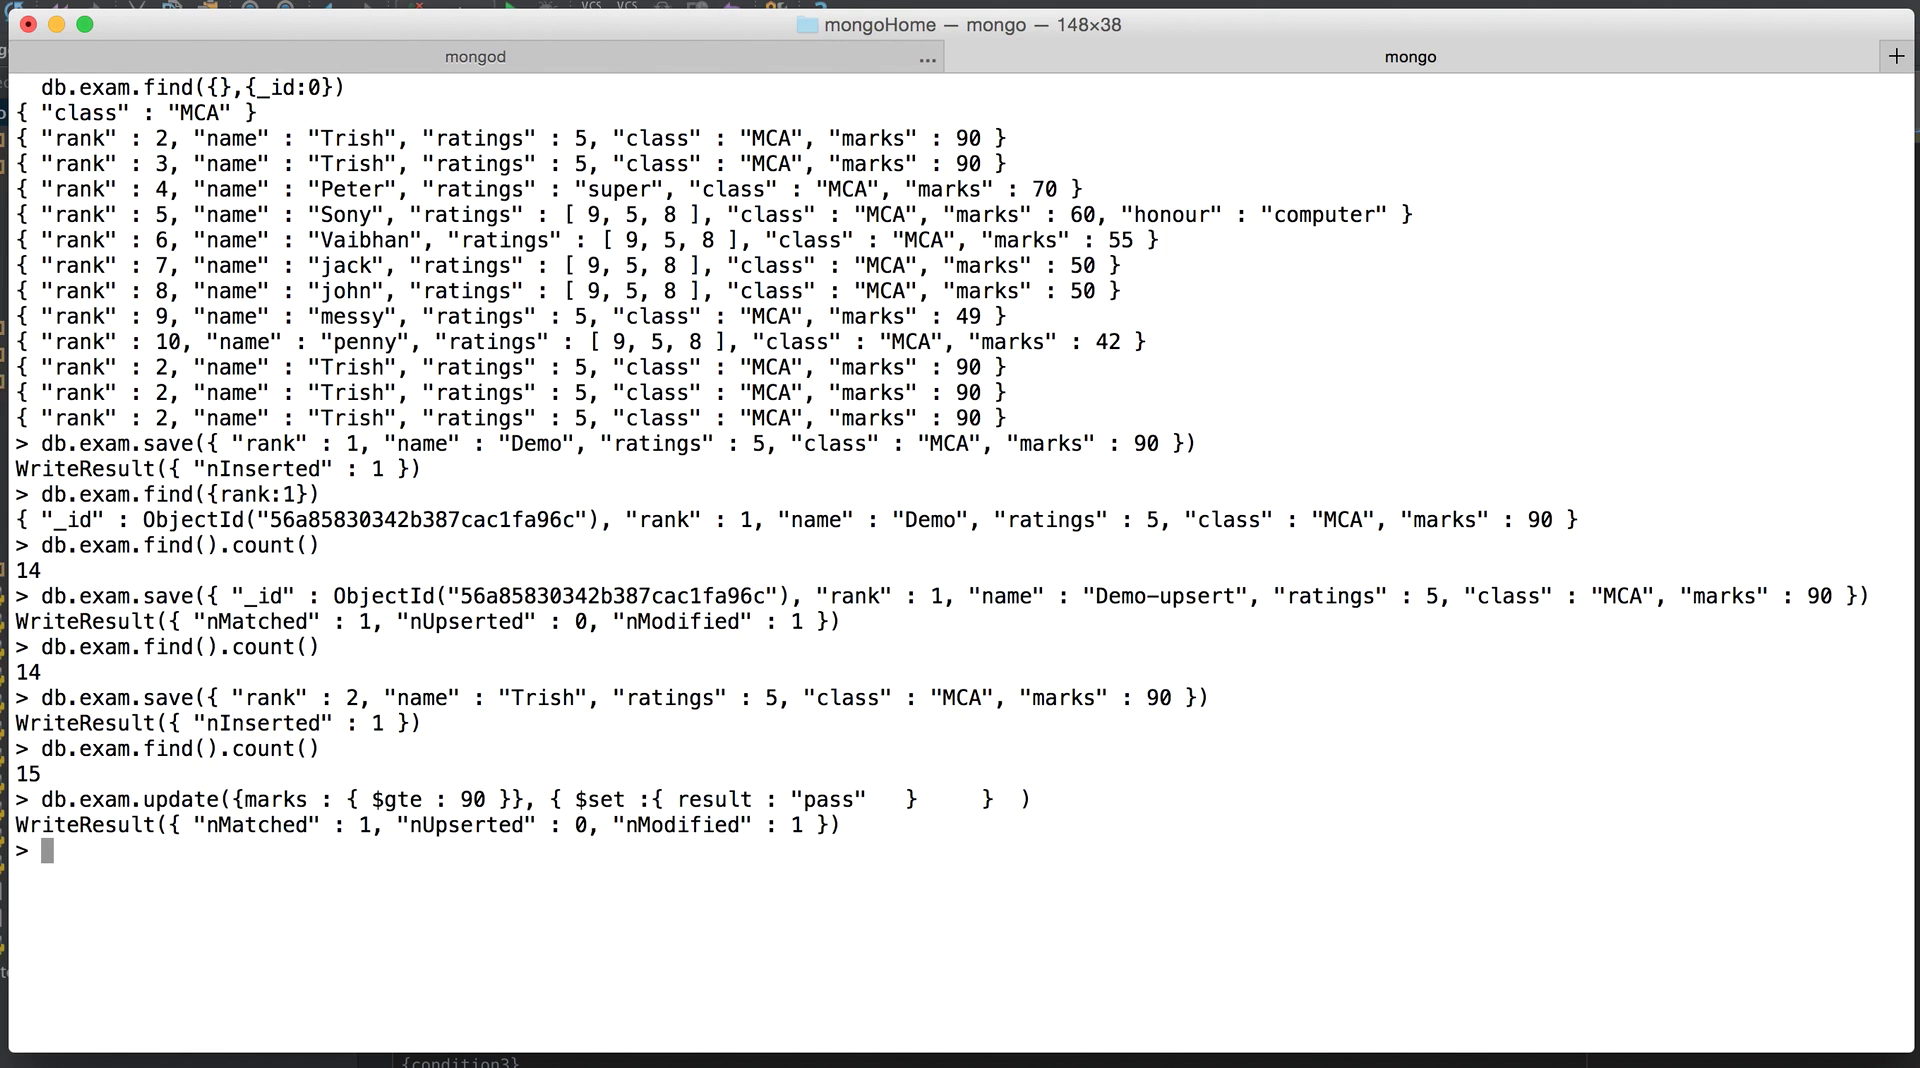 VCS VCS
mongoHome — mongo — 148×38
mongod ... mongo +
db.exam.find({},{_id:0})
{ "class" : "MCA" }
{ "rank" : 2, "name" : "Trish", "ratings" : 5, "class" : "MCA", "marks" : 90 }
{ "rank" : 3, "name" : "Trish", "ratings" : 5, "class" : "MCA", "marks" : 90 }
{ "rank" : 4, "name" : "Peter", "ratings" : "super", "class" : "MCA", "marks" : 70 }
{ "rank" : 5, "name" : "Sony", "ratings" : [ 9, 5, 8 ], "class" : "MCA", "marks" : 60, "honour" : "computer" }
{ "rank" : 6, "name" : "Vaibhan", "ratings" : [ 9, 5, 8 ], "class" : "MCA", "marks" : 55 }
{ "rank" : 7, "name" : "jack", "ratings" : [ 9, 5, 8 ], "class" : "MCA", "marks" : 50 }
{ "rank" : 8, "name" : "john", "ratings" : [ 9, 5, 8 ], "class" : "MCA", "marks" : 50 }
{ "rank" : 9, "name" : "messy", "ratings" : 5, "class" : "MCA", "marks" : 49 }
{ "rank" : 10, "name" : "penny", "ratings" : [ 9, 5, 8 ], "class" : "MCA", "marks" : 42 }
{ "rank" : 2, "name" : "Trish", "ratings" : 5, "class" : "MCA", "marks" : 90 }
{ "rank" : 2, "name" : "Trish", "ratings" : 5, "class" : "MCA", "marks" : 90 }
{ "rank" : 2, "name" : "Trish", "ratings" : 5, "class" : "MCA", "marks" : 90 }
> db.exam.save({ "rank" : 1, "name" : "Demo", "ratings" : 5, "class" : "MCA", "marks" : 90 })
WriteResult({ "nInserted" : 1 })
> db.exam.find({rank:1})
{ "_id" : ObjectId("56a85830342b387cac1fa96c"), "rank" : 1, "name" : "Demo", "ratings" : 5, "class" : "MCA", "marks" : 90 }
> db.exam.find().count()
14
> db.exam.save({ "_id" : ObjectId("56a85830342b387cac1fa96c"), "rank" : 1, "name" : "Demo-upsert", "ratings" : 5, "class" : "MCA", "marks" : 90 })
WriteResult({ "nMatched" : 1, "nUpserted" : 0, "nModified" : 1 })
> db.exam.find().count()
14
> db.exam.save({ "rank" : 2, "name" : "Trish", "ratings" : 5, "class" : "MCA", "marks" : 90 })
WriteResult({ "nInserted" : 1 })
> db.exam.find().count()
15
> db.exam.update({marks : { $gte : 90 }}, { $set :{ result : "pass"   }     }  )
WriteResult({ "nMatched" : 1, "nUpserted" : 0, "nModified" : 1 })
>
{condition3}